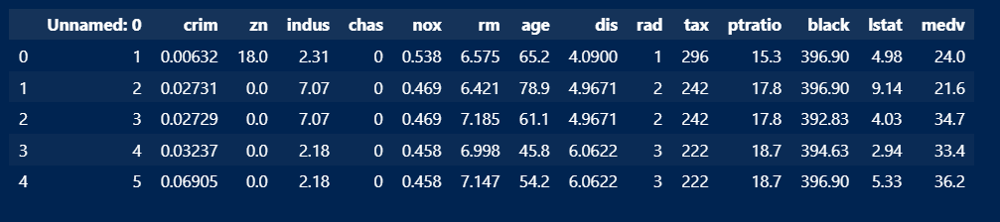 Unnamed: 0 crim zn indus chas nox rm age dis rad tax ptratio black lstat medv
0 1 0.00632 18.0 2.31 0 0.538 6.575 65.2 4.0900 1 296 15.3 396.90 4.98 24.0
1 2 0.02731 0.0 7.07 0 0.469 6.421 78.9 4.9671 2 242 17.8 396.90 9.14 21.6
2 3 0.02729 0.0 7.07 0 0.469 7.185 61.1 4.9671 2 242 17.8 392.83 4.03 34.7
3 4 0.03237 0.0 2.18 0 0.458 6.998 45.8 6.0622 3 222 18.7 394.63 2.94 33.4
4 5 0.06905 0.0 2.18 0 0.458 7.147 54.2 6.0622 3 222 18.7 396.90 5.33 36.2